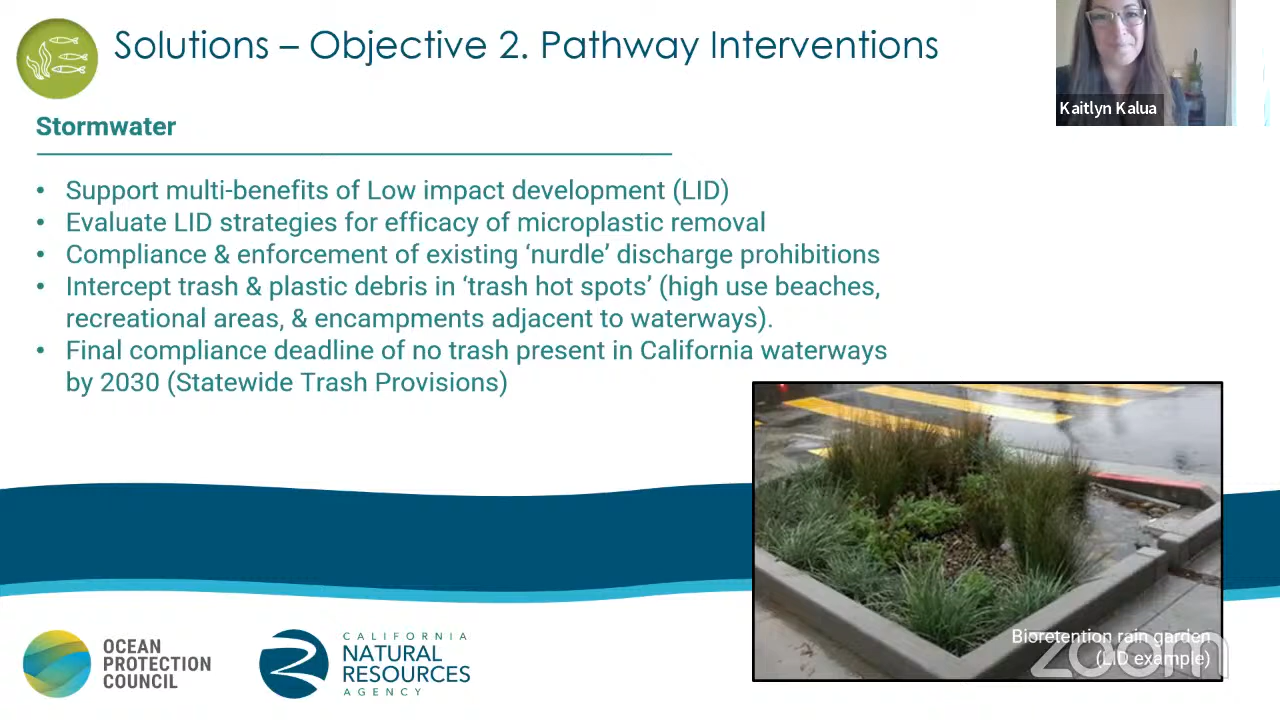 Solutions – Objective 2. Pathway Interventions
Kaitlyn Kalua
Stormwater
• Support multi-benefits of Low impact development (LID)
• Evaluate LID strategies for efficacy of microplastic removal
• Compliance & enforcement of existing ‘nurdle’ discharge prohibitions
• Intercept trash & plastic debris in ‘trash hot spots’ (high use beaches,
recreational areas, & encampments adjacent to waterways).
• Final compliance deadline of no trash present in California waterways
by 2030 (Statewide Trash Provisions)
Bioretention rain garden
(LID example)
zoom
OCEAN
PROTECTION
COUNCIL
CALIFORNIA
NATURAL
RESOURCES
AGENCY